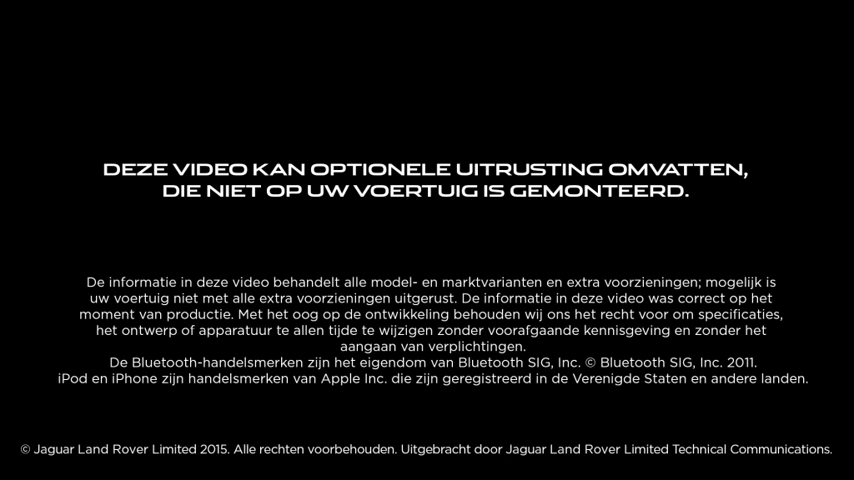 DEZE VIDEO KAN OPTIONELE UITRUSTING OMVATTEN,
DIE NIET OP UW VOERTUIG IS GEMONTEERD.
De informatie in deze video behandelt alle model- en marktvarianten en extra voorzieningen; mogelijk is
uw voertuig niet met alle extra voorzieningen uitgerust. De informatie in deze video was correct op het
moment van productie. Met het oog op de ontwikkeling behouden wij ons het recht voor om specificaties,
het ontwerp of apparatuur te allen tijde te wijzigen zonder voorafgaande kennisgeving en zonder het
aangaan van verplichtingen.
De Bluetooth-handelsmerken zijn het eigendom van Bluetooth SIG, Inc. © Bluetooth SIG, Inc. 2011.
iPod en iPhone zijn handelsmerken van Apple Inc. die zijn geregistreerd in de Verenigde Staten en andere landen.
© Jaguar Land Rover Limited 2015. Alle rechten voorbehouden. Uitgebracht door Jaguar Land Rover Limited Technical Communications.